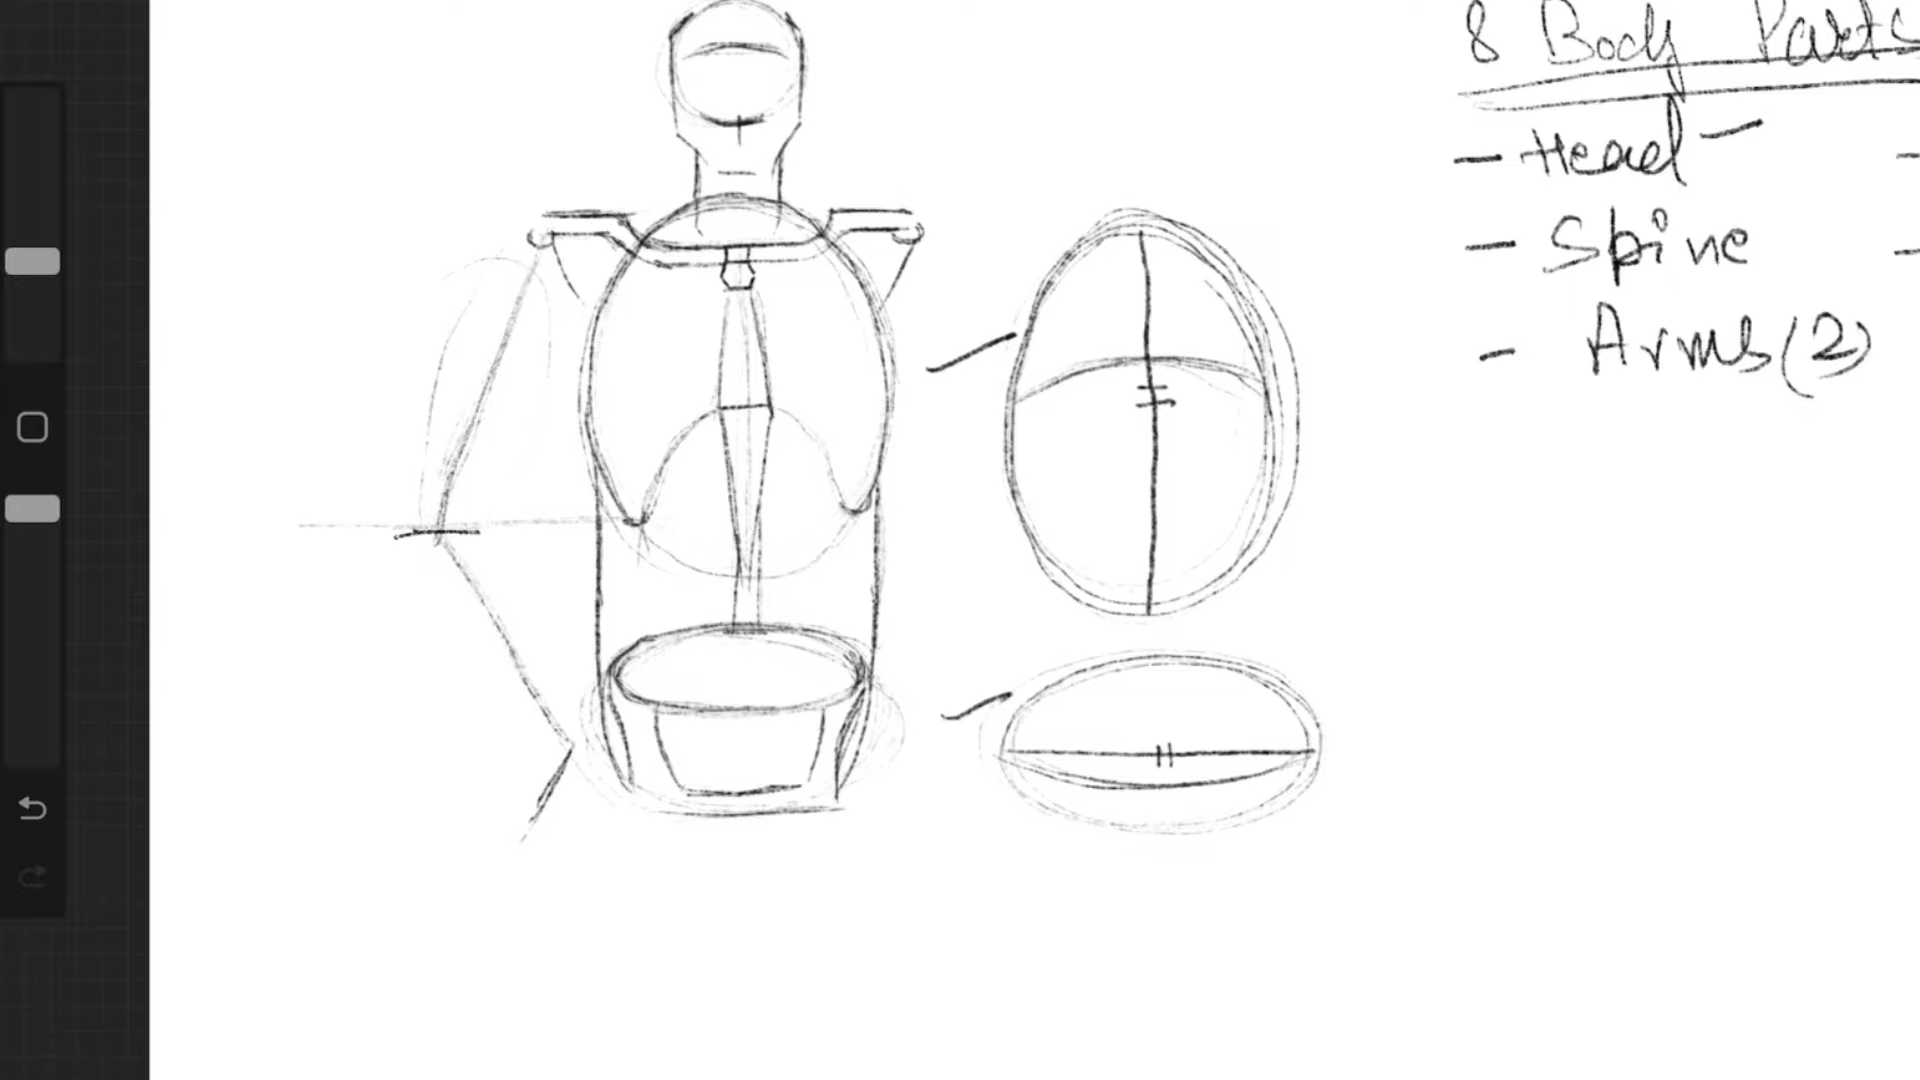 8 Body Parts
- Head -
- Spine -
- Arms (2)